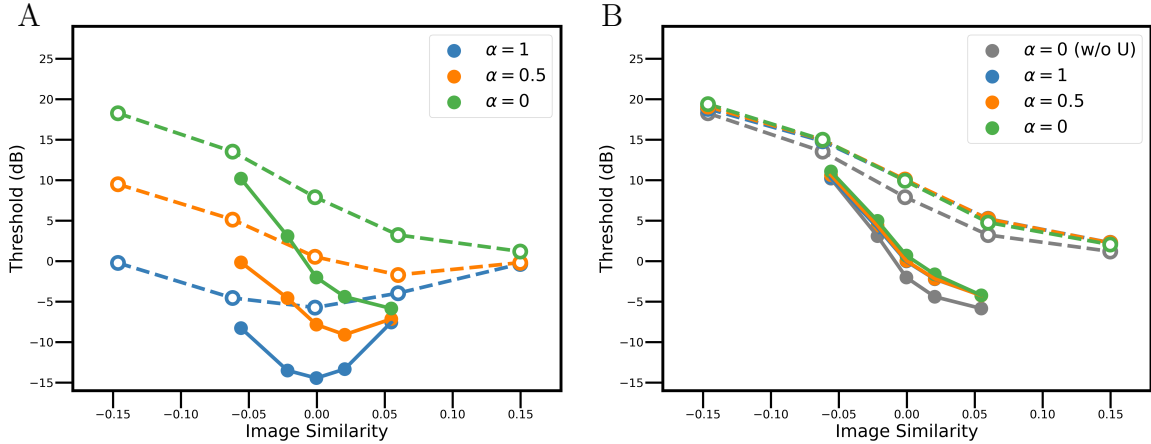 A
25
20
15
10
5
0
−5
−10
−15
Threshold (dB)
α = 1
α = 0.5
α = 0
−0.15
−0.10
−0.05
0.00
0.05
0.10
0.15
Image Similarity
B
25
20
15
10
5
0
−5
−10
−15
Threshold (dB)
α = 0 (w/o U)
α = 1
α = 0.5
α = 0
−0.15
−0.10
−0.05
0.00
0.05
0.10
0.15
Image Similarity